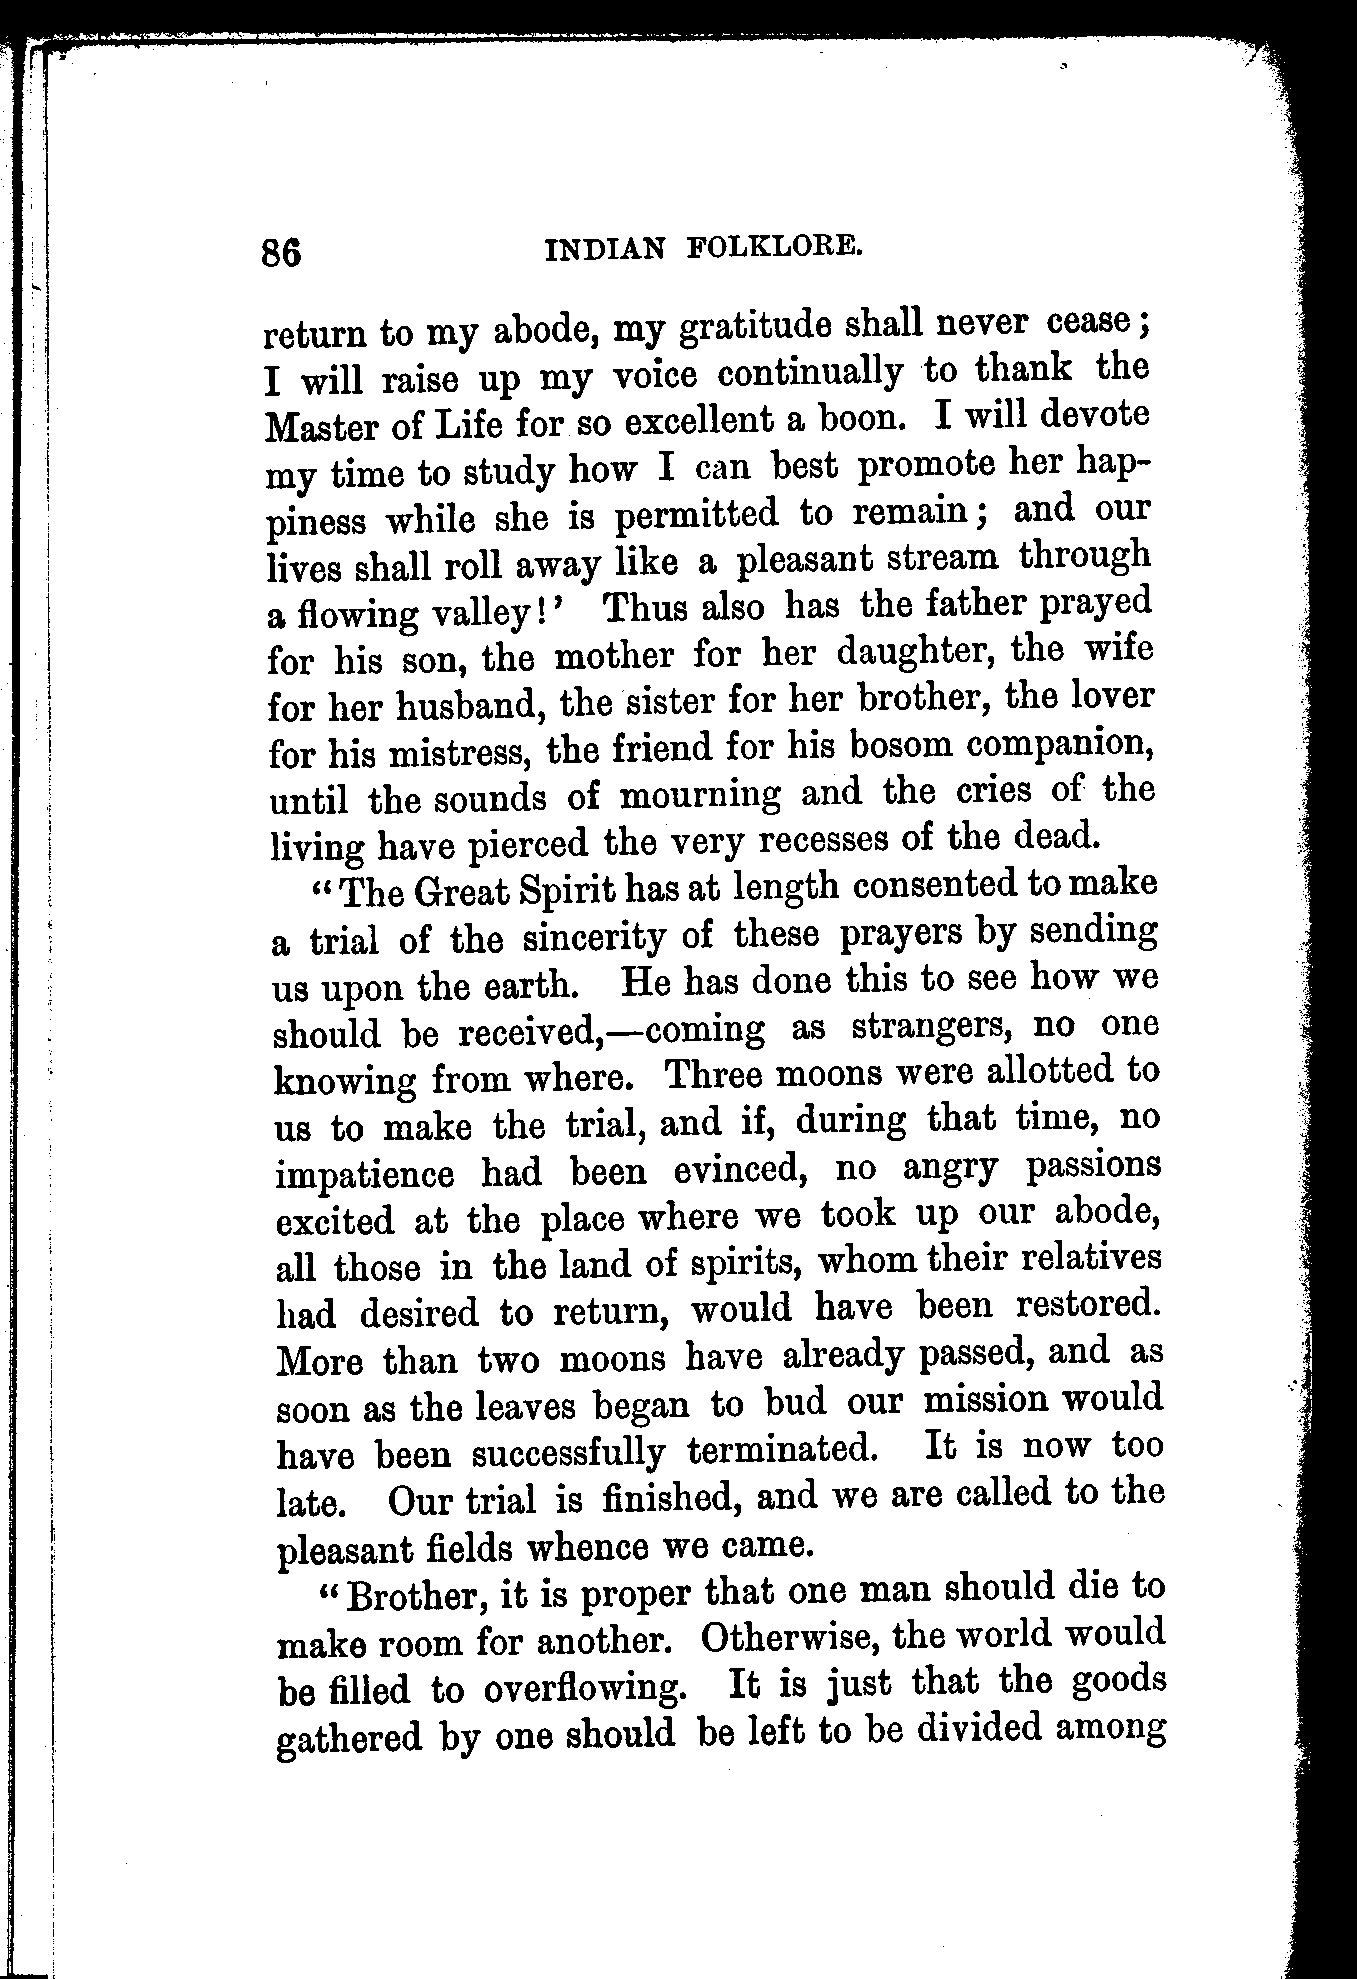 86 INDIAN FOLKLORE.
return to my abode, my gratitude shall never cease;
I will raise up my voice continually to thank the
Master of Life for so excellent a boon. I will devote
my time to study how I can best promote her hap-
piness while she is permitted to remain; and our
lives shall roll away like a pleasant stream through
a flowing valley!' Thus also has the father prayed
for his son, the mother for her daughter, the wife
for her husband, the sister for her brother, the lover
for his mistress, the friend for his bosom companion,
until the sounds of mourning and the cries of the
living have pierced the very recesses of the dead.
"The Great Spirit has at length consented to make
a trial of the sincerity of these prayers by sending
us upon the earth. He has done this to see how we
should be received,—coming as strangers, no one
knowing from where. Three moons were allotted to
us to make the trial, and if, during that time, no
impatience had been evinced, no angry passions
excited at the place where we took up our abode,
all those in the land of spirits, whom their relatives
had desired to return, would have been restored.
More than two moons have already passed, and as
soon as the leaves began to bud our mission would
have been successfully terminated. It is now too
late. Our trial is finished, and we are called to the
pleasant fields whence we came.
"Brother, it is proper that one man should die to
make room for another. Otherwise, the world would
be filled to overflowing. It is just that the goods
gathered by one should be left to be divided among